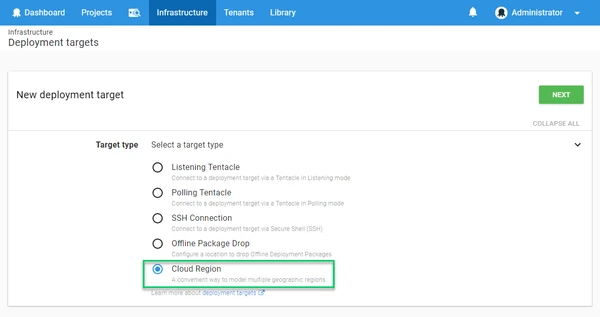 Dashboard Projects Infrastructure Tenants Library Administrator
Infrastructure
Deployment targets
New deployment target NEXT
COLLAPSE ALL
Target type Select a target type
Listening Tentacle
Connect to a deployment target via a Tentacle in Listening mode
Polling Tentacle
Connect to a deployment target via a Tentacle in Polling mode
SSH Connection
Connect to a deployment target via Secure Shell (SSH)
Offline Package Drop
Configure a location to drop Offline Deployment Packages
Cloud Region
A convenient way to model multiple geographic regions
Learn more about deployment targets